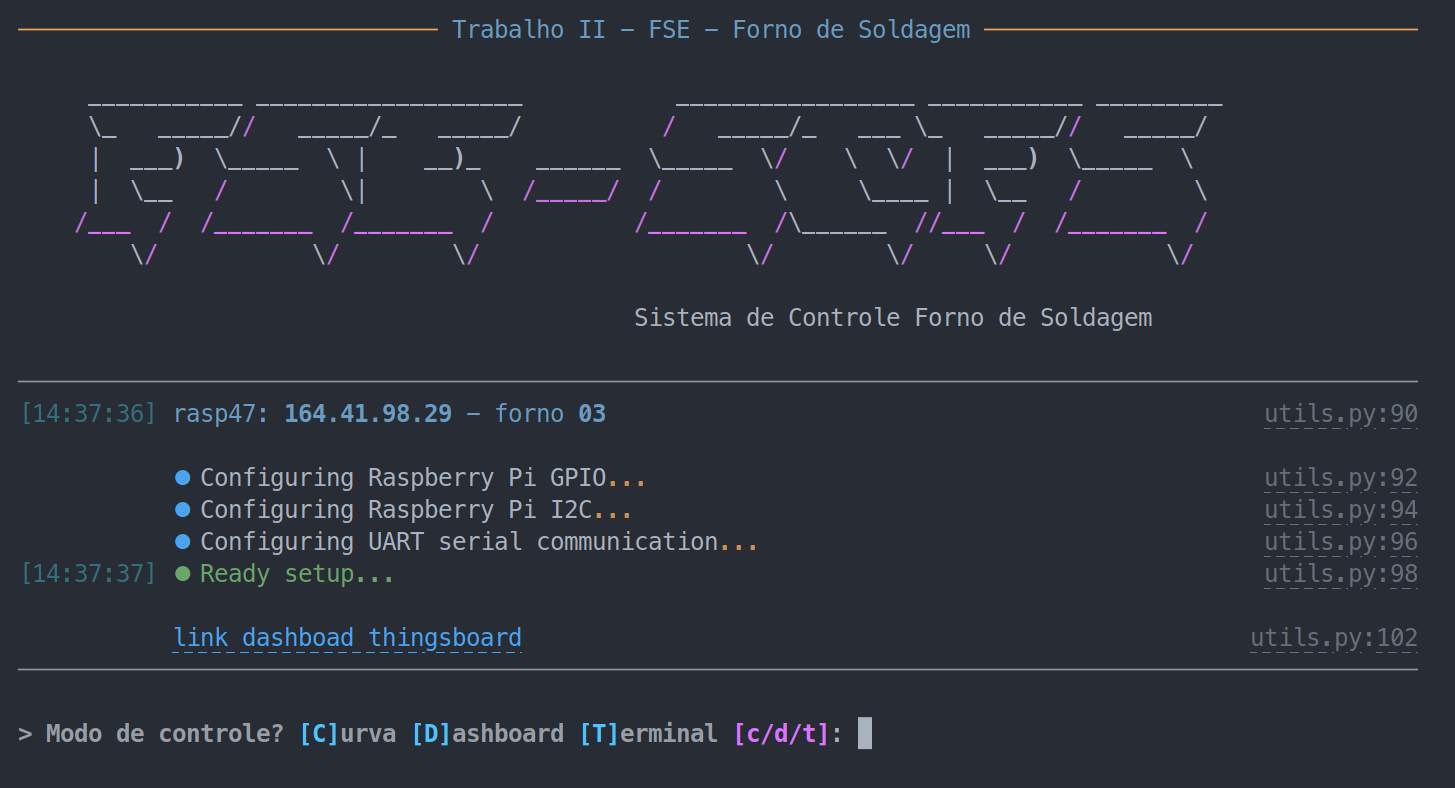 Trabalho II - FSE - Forno de Soldagem
Sistema de Controle Forno de Soldagem
[14:37:36] rasp47: 164.41.98.29 - forno 03 utils.py:90
● Configuring Raspberry Pi GPIO... utils.py:92
● Configuring Raspberry Pi I2C... utils.py:94
● Configuring UART serial communication... utils.py:96
[14:37:37] ● Ready setup... utils.py:98
link dashboad thingsboard utils.py:102
> Modo de controle? [C]urva [D]ashboard [T]erminal [c/d/t]: